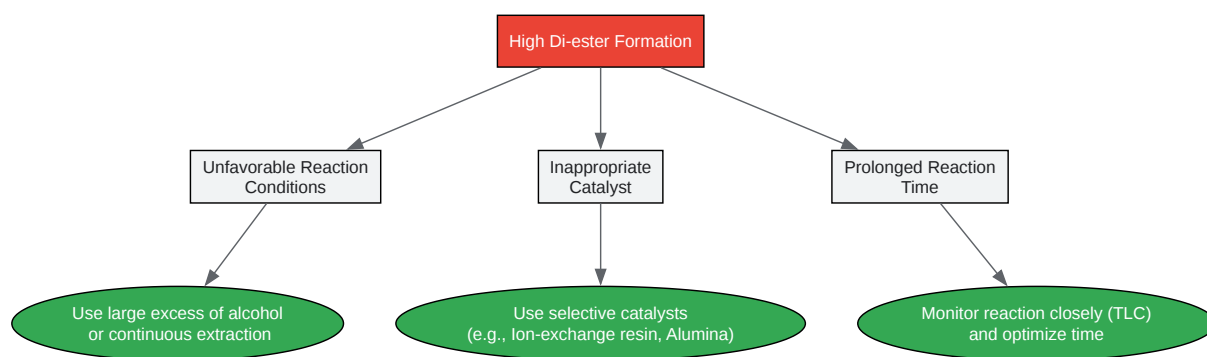 High Di-ester Formation
Unfavorable Reaction
Conditions
Inappropriate
Catalyst
Prolonged Reaction
Time
Use large excess of alcohol
or continuous extraction
Use selective catalysts
(e.g., Ion-exchange resin, Alumina)
Monitor reaction closely (TLC)
and optimize time